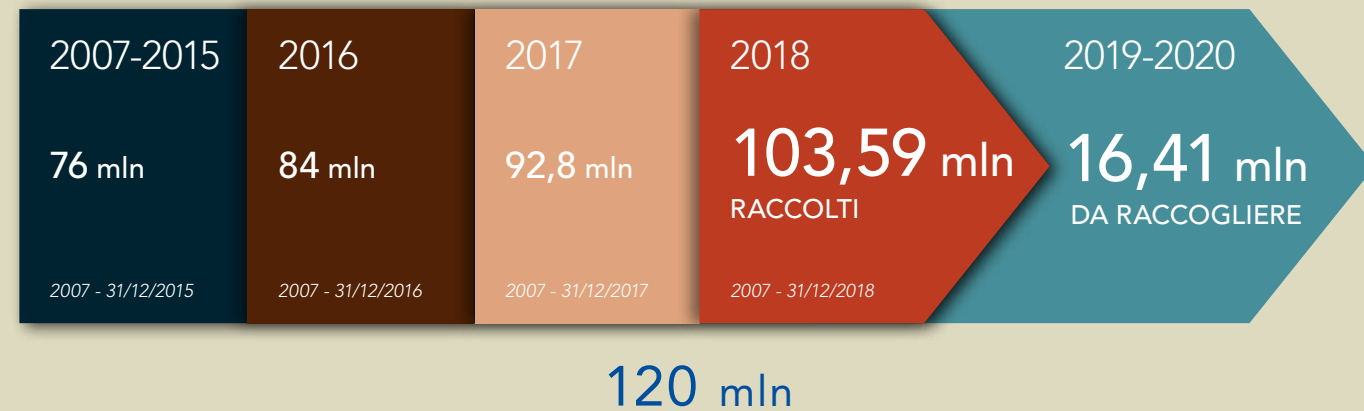 2007-2015
76 mln
2007 - 31/12/2015
2016
84 mln
2007 - 31/12/2016
2017
92,8 mln
2007 - 31/12/2017
2018
103,59 mln
RACCOLTI
2007 - 31/12/2018
2019-2020
16,41 mln
DA RACCOGLIERE
120 mln